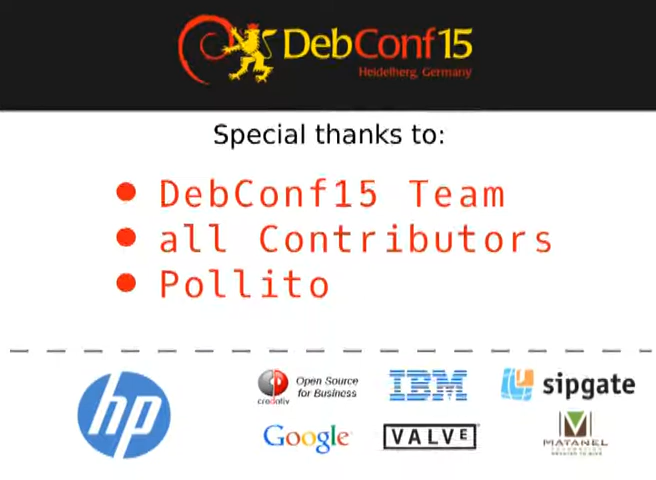 DebConf15
Heidelberg, Germany
Special thanks to:
DebConf15 Team
all Contributors
Pollito
hp
credativ
Open Source
for Business
IBM
sipgate
Google
VALVE
MATANEL